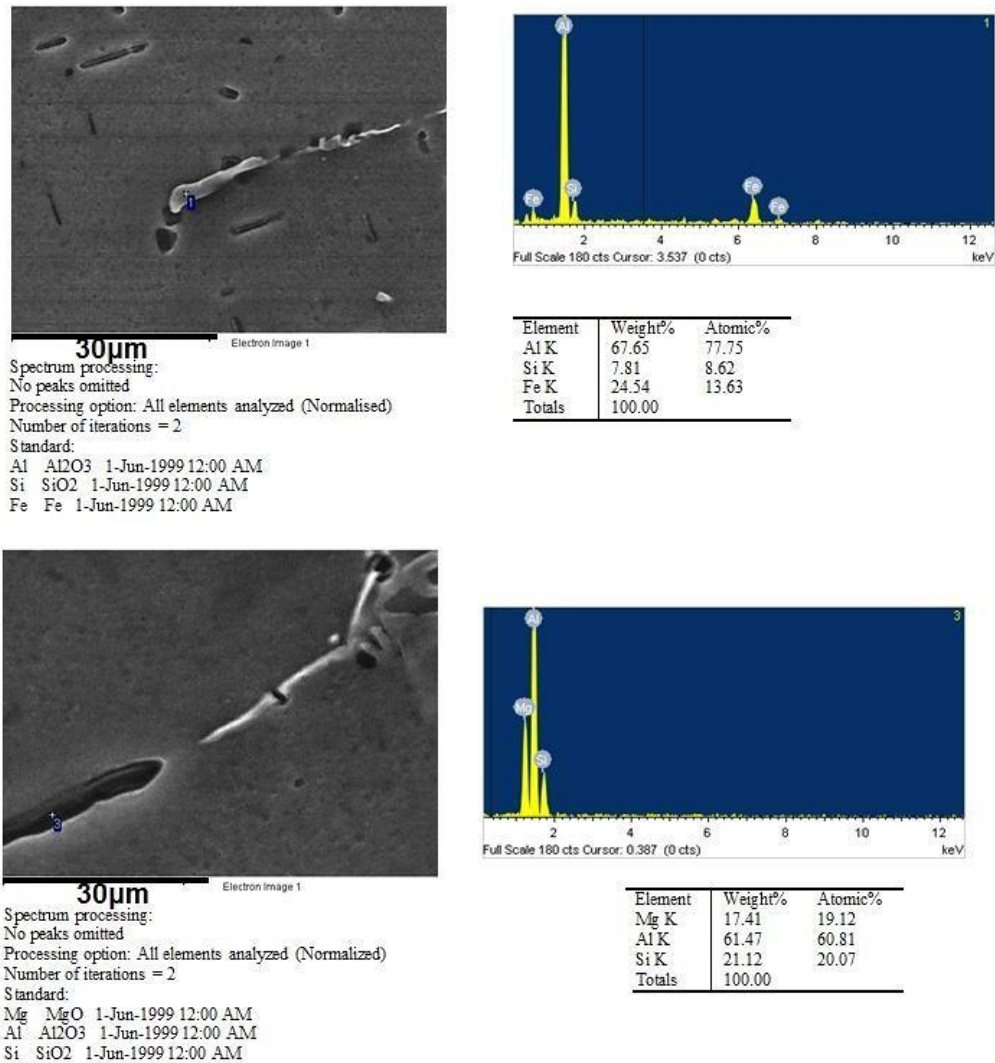 1
Al
Fe
Si
Fe
Fe
1
2 4 6 8 10 12
Full Scale 180 cts Cursor: 3.537 (0 cts) keV
30µm
Electron Image 1
Spectrum processing:
No peaks omitted
Processing option: All elements analyzed (Normalised)
Number of iterations = 2
Standard:
Al Al2O3 1-Jun-1999 12:00 AM
Si SiO2 1-Jun-1999 12:00 AM
Fe Fe 1-Jun-1999 12:00 AM
Element Weight% Atomic%
Al K 67.65 77.75
Si K 7.81 8.62
Fe K 24.54 13.63
Totals 100.00
3
Al
Mg
Si
3
2 4 6 8 10 12
Full Scale 180 cts Cursor: 0.387 (0 cts) keV
30µm
Electron Image 1
Spectrum processing:
No peaks omitted
Processing option: All elements analyzed (Normalized)
Number of iterations = 2
Standard:
Mg MgO 1-Jun-1999 12:00 AM
Al Al2O3 1-Jun-1999 12:00 AM
Si SiO2 1-Jun-1999 12:00 AM
Element Weight% Atomic%
Mg K 17.41 19.12
Al K 61.47 60.81
Si K 21.12 20.07
Totals 100.00